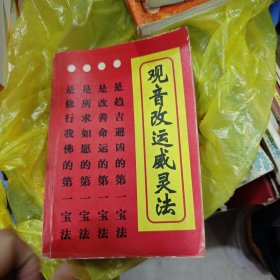 观音改运威灵法
是趋吉避凶的第一宝法
是改善命运的第一宝法
是所求如愿的第一宝法
是修行我佛的第一宝法